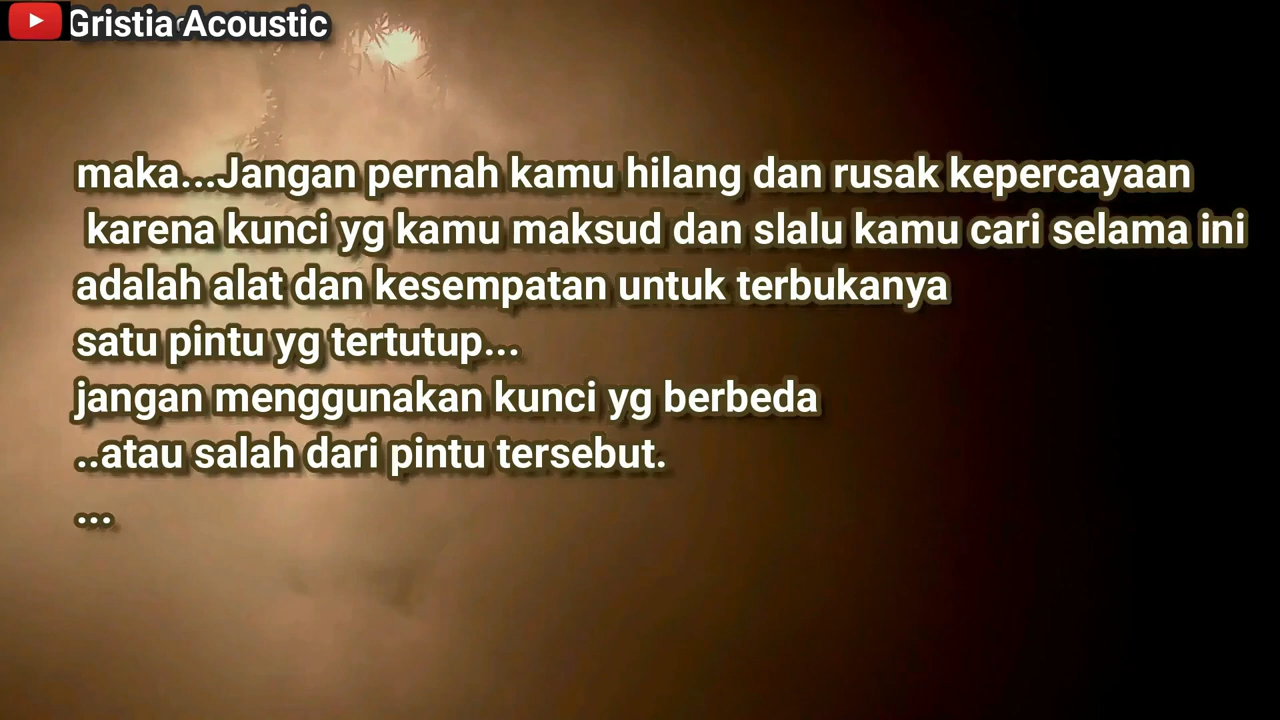 Gristia Acoustic
maka...Jangan pernah kamu hilang dan rusak kepercayaan
karena kunci yg kamu maksud dan slalu kamu cari selama ini
adalah alat dan kesempatan untuk terbukanya
satu pintu yg tertutup...
jangan menggunakan kunci yg berbeda
..atau salah dari pintu tersebut.
...